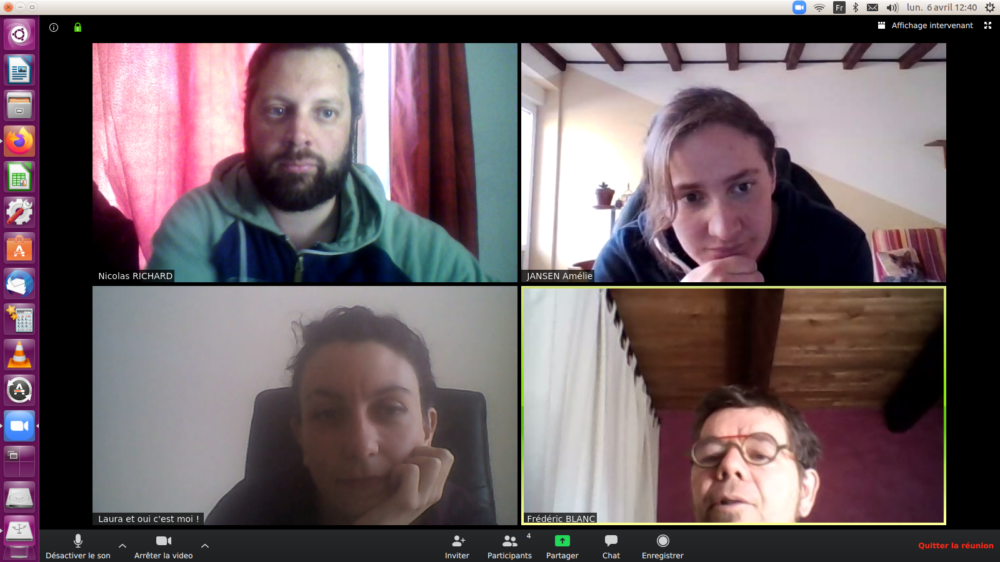 Fr
lun. 6 avril 12:40
E
Affichage intervenant
Nicolas RICHARD
JANSEN Amélie
Laura et oui c'est moi !
Frédéric BLANC
Désactiver le son
Arrêter la video
Inviter
4
Participants
Partager
Chat
Enregistrer
Quitter la réunion